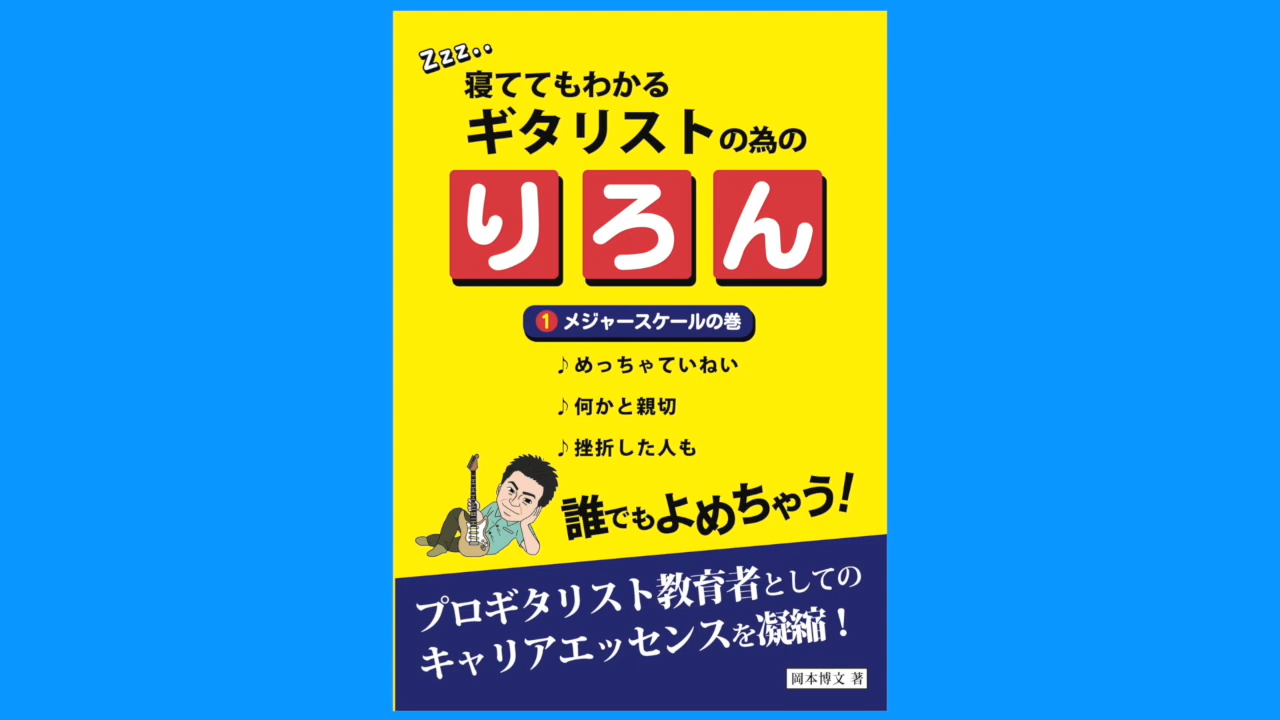 Zzz..
寝ててもわかる
ギタリストの為の
りろん
1 メジャースケールの巻
♪めっちゃていねい
♪何かと親切
♪挫折した人も
誰でもよめちゃう!
プロギタリスト教育者としての
キャリアエッセンスを凝縮！
岡本博文 著